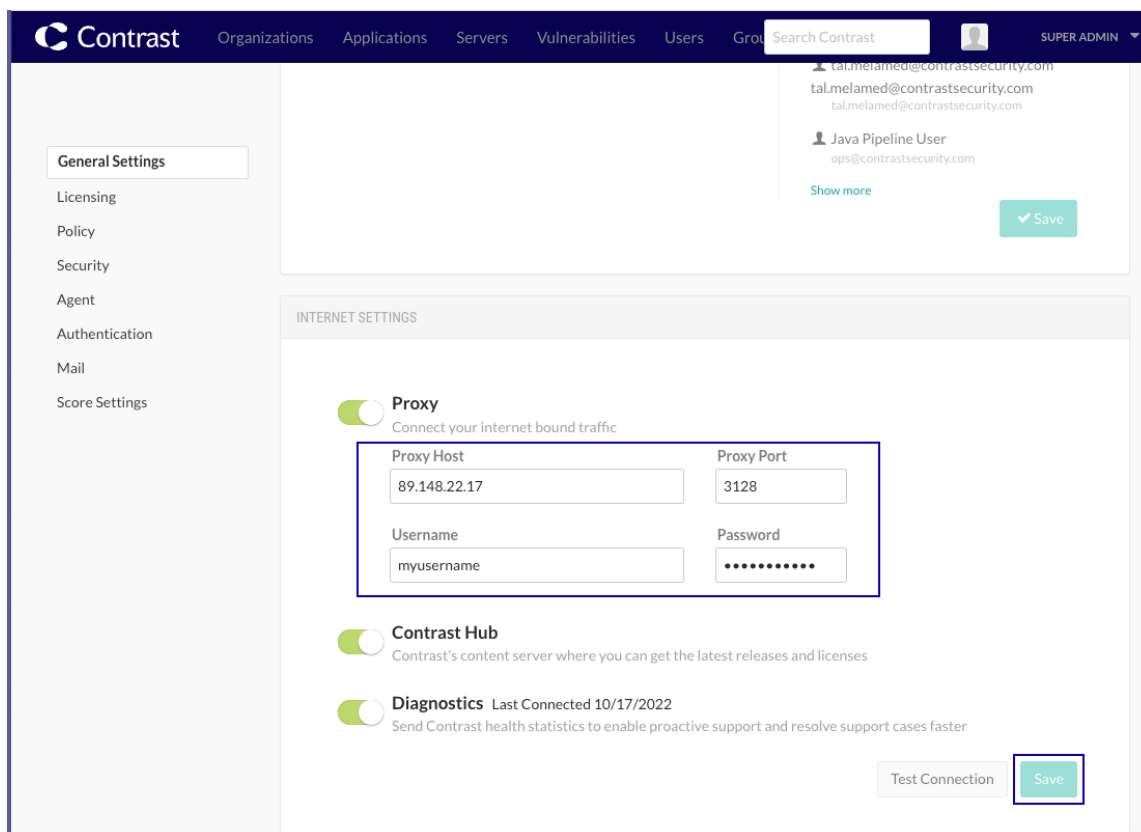 Contrast
Organizations Applications Servers Vulnerabilities Users Grou Search Contrast SUPER ADMIN
tal.melamed@contrastsecurity.com
tal.melamed@contrastsecurity.com
tal.melamed@contrastsecurity.com
Java Pipeline User
ops@contrastsecurity.com
Show more
Save
General Settings
Licensing
Policy
Security
Agent
Authentication
Mail
Score Settings
INTERNET SETTINGS
Proxy
Connect your internet bound traffic
Proxy Host Proxy Port
89.148.22.17 3128
Username Password
myusername •••••••••••
Contrast Hub
Contrast's content server where you can get the latest releases and licenses
Diagnostics Last Connected 10/17/2022
Send Contrast health statistics to enable proactive support and resolve support cases faster
Test Connection Save